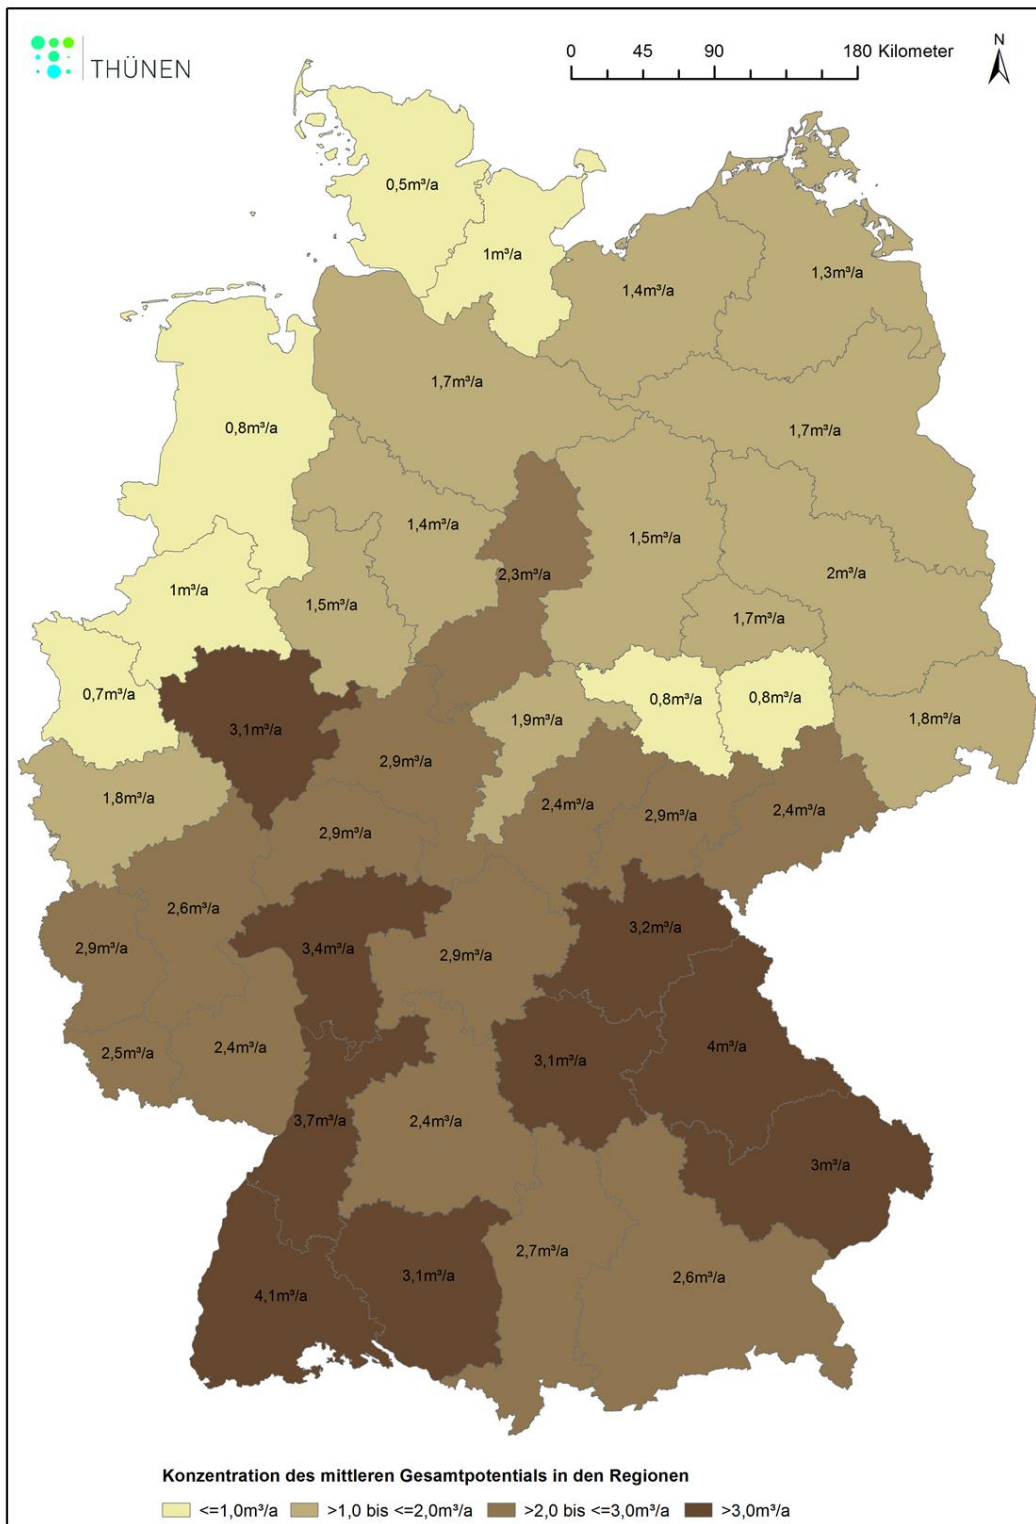 THÜNEN
0 45 90 180 Kilometer
N
0,5m³/a
1m³/a
1,3m³/a
1,4m³/a
1,7m³/a
0,8m³/a
1,7m³/a
1,4m³/a
1,5m³/a
2,3m³/a
2m³/a
1m³/a
1,5m³/a
1,7m³/a
0,7m³/a
0,8m³/a
0,8m³/a
1,9m³/a
1,8m³/a
3,1m³/a
2,9m³/a
1,8m³/a
2,4m³/a
2,9m³/a
2,4m³/a
2,9m³/a
2,6m³/a
3,2m³/a
2,9m³/a
3,4m³/a
2,9m³/a
2,5m³/a
2,4m³/a
3,1m³/a
4m³/a
3,7m³/a
2,4m³/a
3m³/a
2,7m³/a
3,1m³/a
2,6m³/a
4,1m³/a
Konzentration des mittleren Gesamtpotentials in den Regionen
<=1,0m³/a >1,0 bis <=2,0m³/a >2,0 bis <=3,0m³/a >3,0m³/a